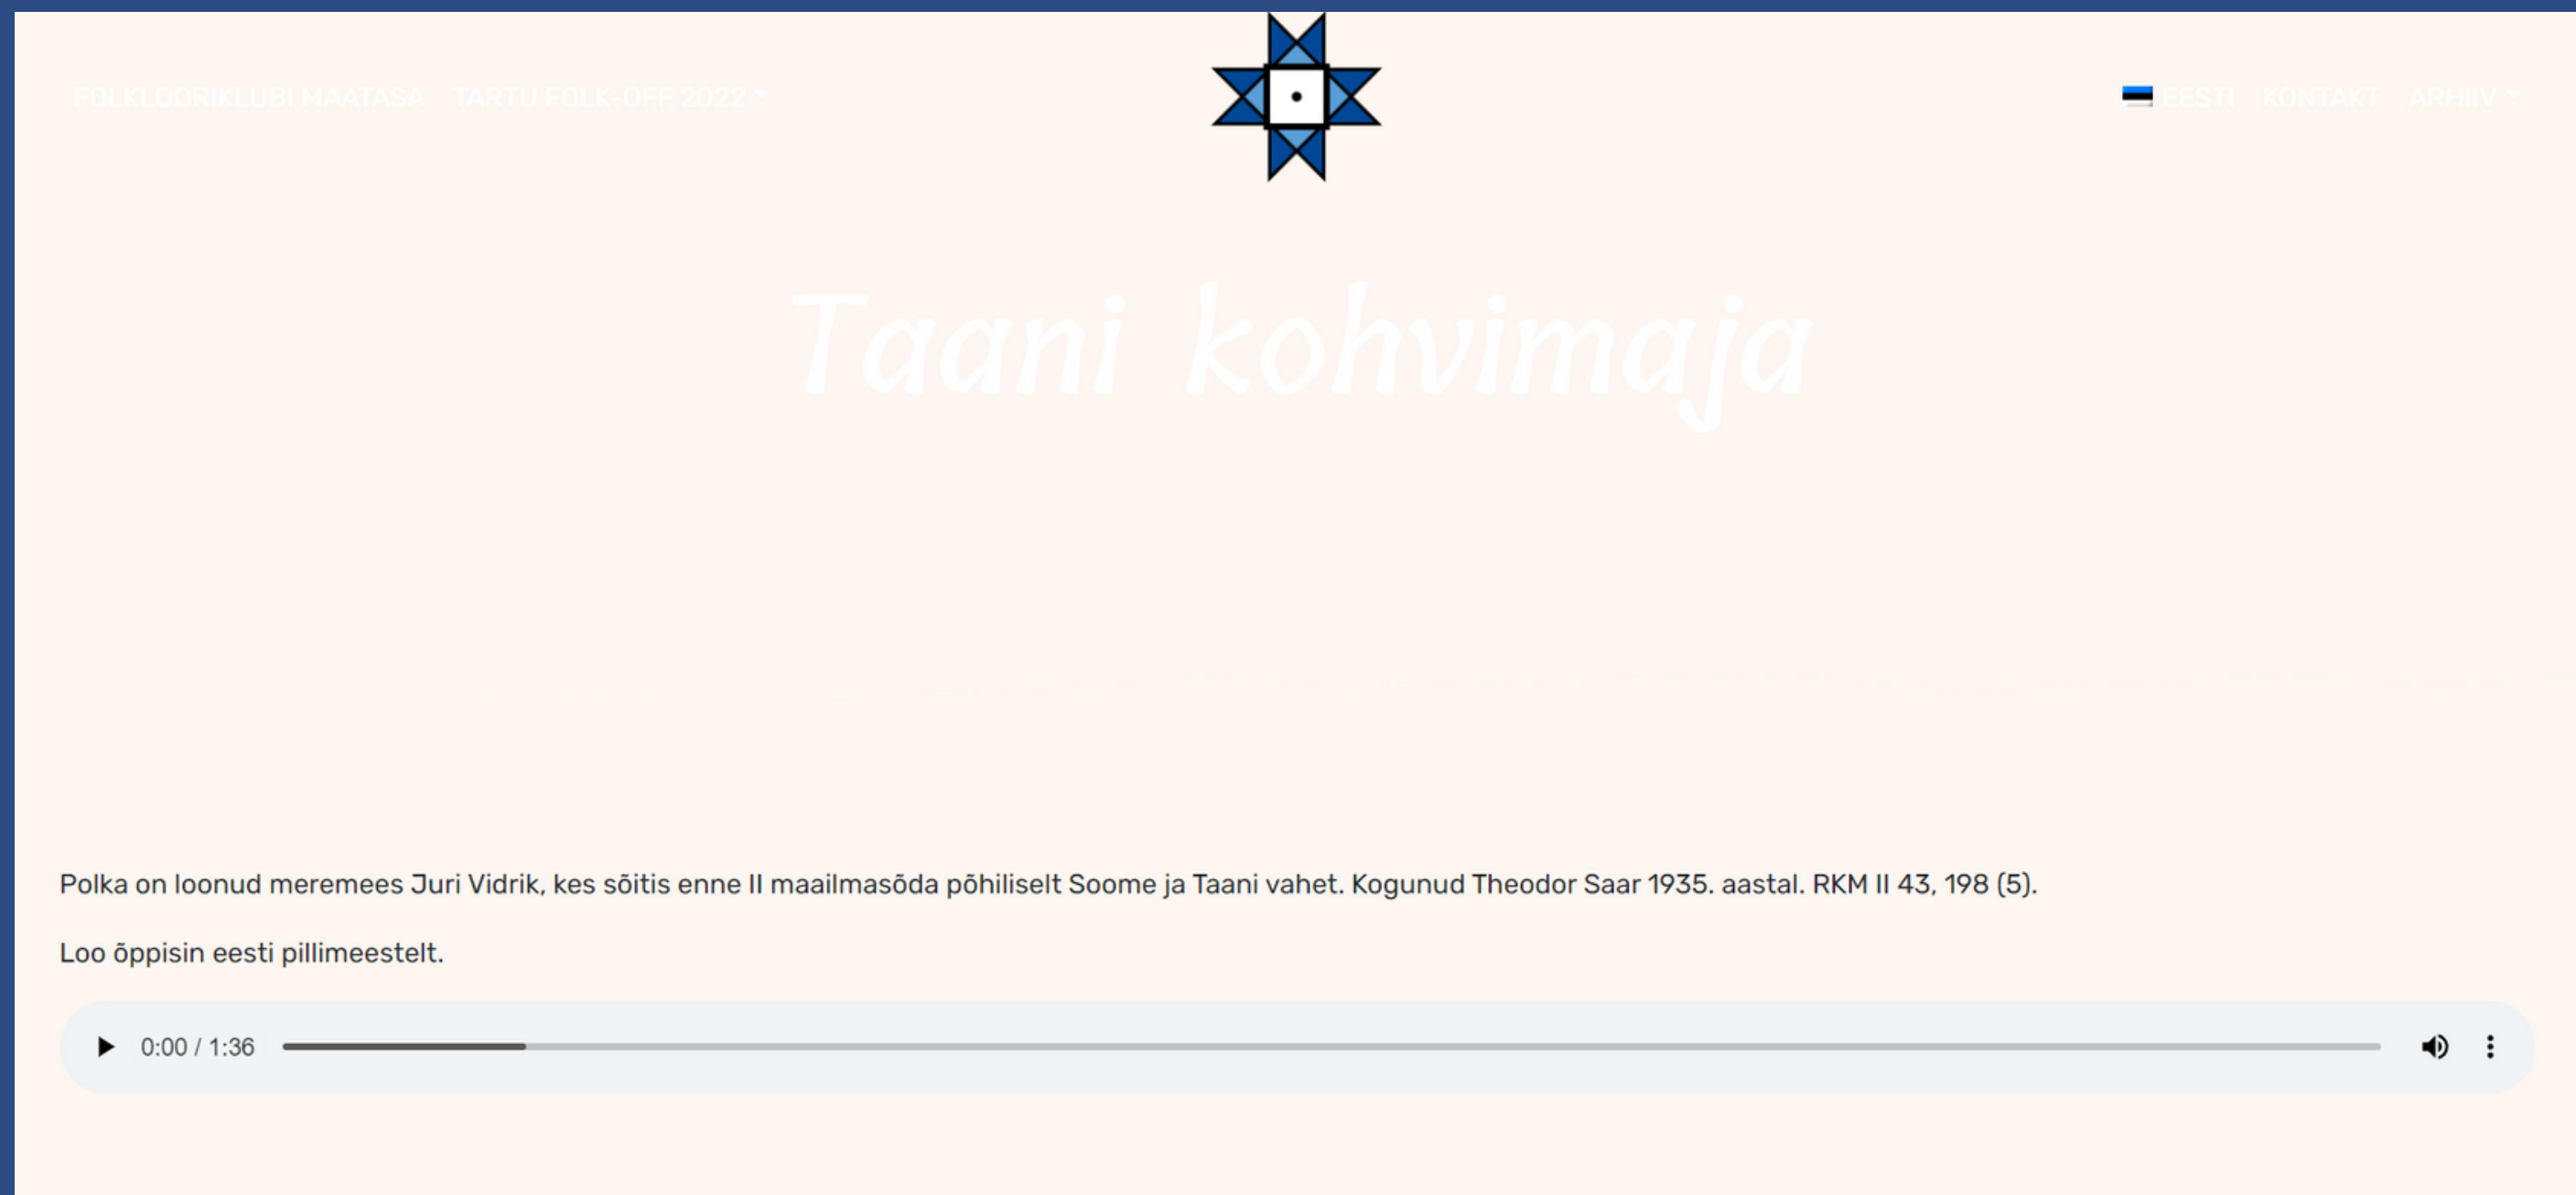 FOLKLOORIKLUBI MAATASA TARTU FOLK-OFF 2022 EESTI KONTAKT ARHIIV
Taani kohvimaja
Polka on loonud meremees Juri Vidrik, kes sõitis enne II maailmasõda põhiliselt Soome ja Taani vahet. Kogunud Theodor Saar 1935. aastal. RKM II 43, 198 (5).
Loo õppisin eesti pillimeestelt.
0:00 / 1:36